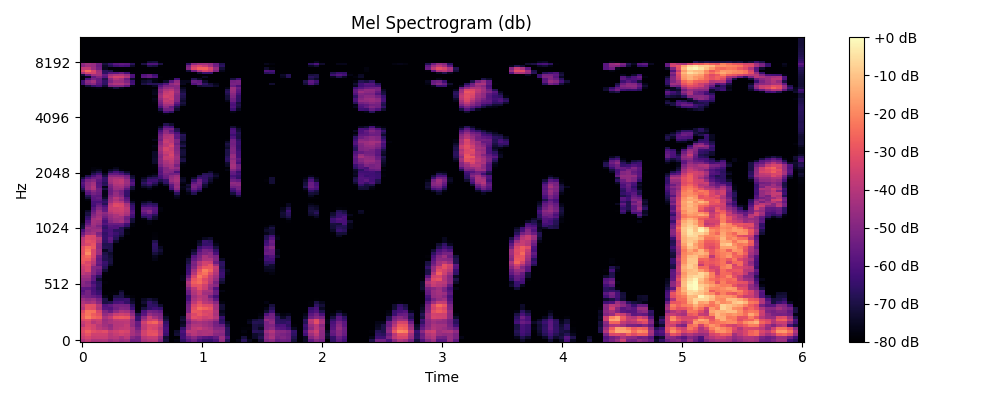 Mel Spectrogram (db)
Hz
8192
4096
2048
1024
512
0
0 1 2 3 4 5 6
Time
+0 dB
-10 dB
-20 dB
-30 dB
-40 dB
-50 dB
-60 dB
-70 dB
-80 dB